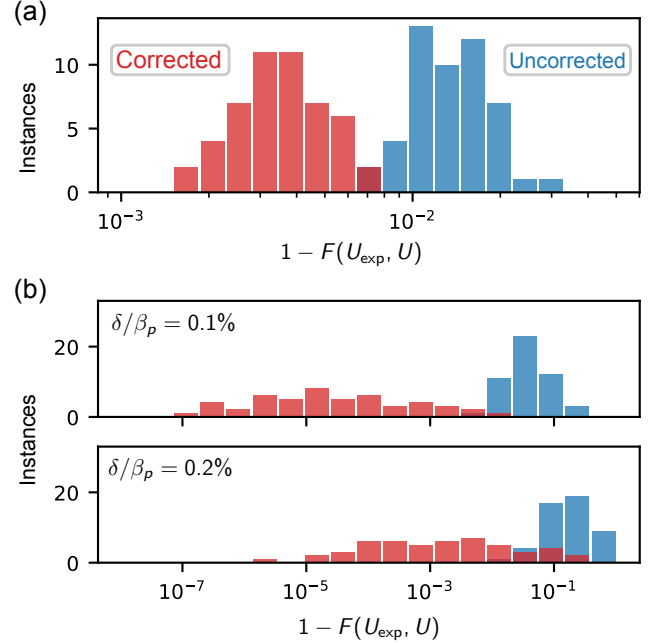 (a)
Corrected
Uncorrected
Instances
10
5
0
10⁻³
10⁻²
1 − F(U_exp, U)
(b)
δ/β_p = 0.1%
20
0
δ/β_p = 0.2%
20
0
Instances
10⁻⁷
10⁻⁵
10⁻³
10⁻¹
1 − F(U_exp, U)